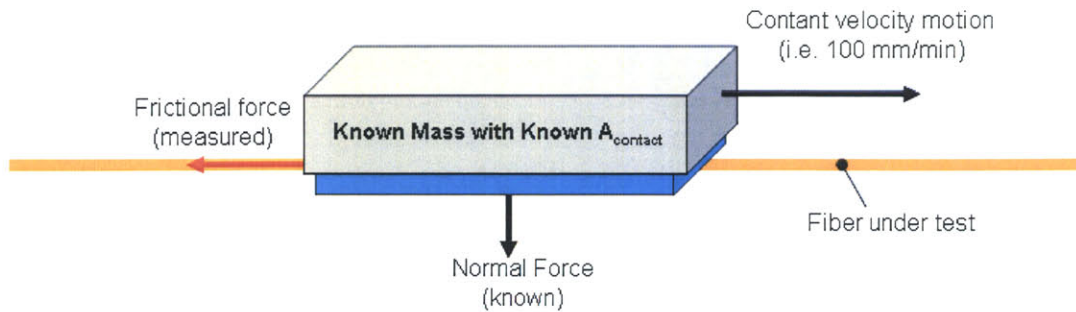 Contant velocity motion
(i.e. 100 mm/min)
Frictional force
(measured)
Known Mass with Known Acontact
Fiber under test
Normal Force
(known)